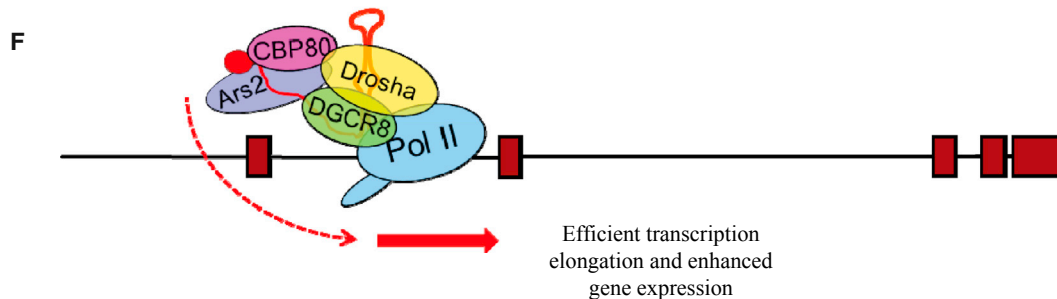 F
CBP80
Ars2
Drosha
DGCR8
Pol II
Efficient transcription
elongation and enhanced
gene expression